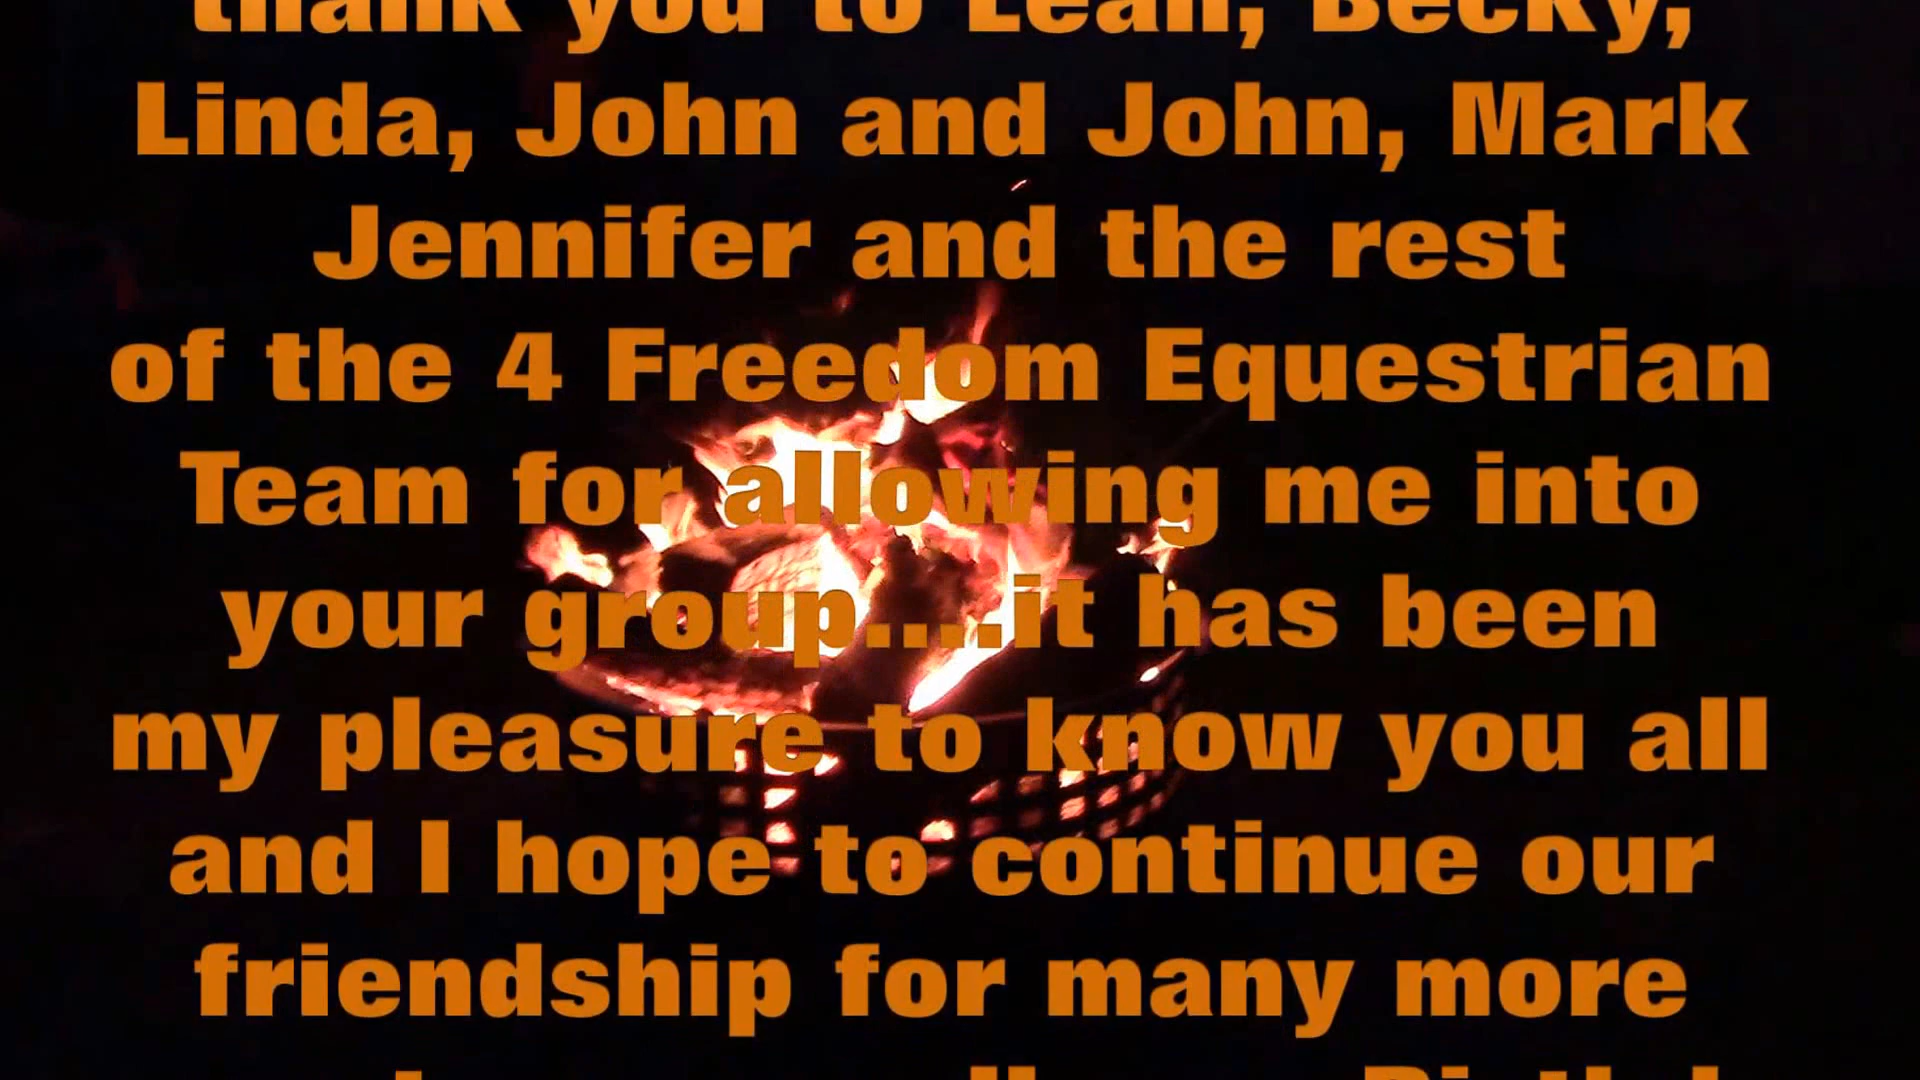 thank you to Leah, Becky,
Linda, John and John, Mark
Jennifer and the rest
of the 4 Freedom Equestrian
Team for allowing me into
your group....it has been
my pleasure to know you all
and I hope to continue our
friendship for many more